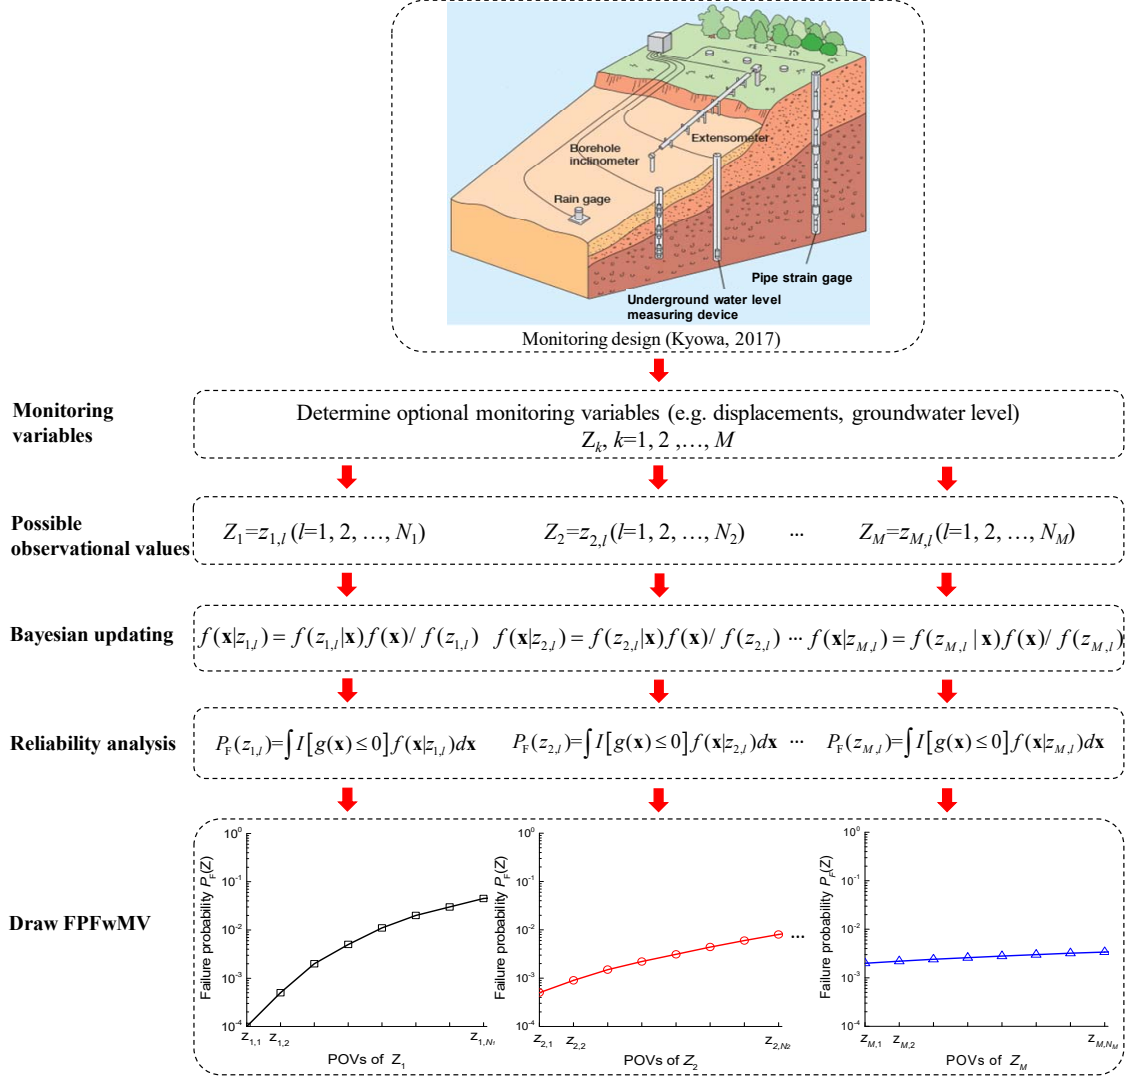 Borehole
inclinometer
Extensometer
Rain gage
Pipe strain gage
Underground water level
measuring device
Monitoring design (Kyowa, 2017)
Monitoring
variables
Determine optional monitoring variables (e.g. displacements, groundwater level)
Z_k, k=1, 2 ,…, M
Possible
observational values
Z_1=z_{1,l}(l=1, 2, …, N_1)
Z_2=z_{2,l}(l=1, 2, …, N_2)
...
Z_M=z_{M,l}(l=1, 2, …, N_M)
Bayesian updating
f(x|z_{1,l}) = f(z_{1,l}|x)f(x)/ f(z_{1,l})
f(x|z_{2,l}) = f(z_{2,l}|x)f(x)/ f(z_{2,l})
...
f(x|z_{M,l}) = f(z_{M,l} | x)f(x)/ f(z_{M,l})
Reliability analysis
P_F(z_{1,l})=∫I[g(x)≤0]f(x|z_{1,l})dx
P_F(z_{2,l})=∫I[g(x)≤0]f(x|z_{2,l})dx
...
P_F(z_{M,l})=∫I[g(x)≤0]f(x|z_{M,l})dx
Draw FPFwMV
Failure probability P_F(Z)
10^0
10^-1
10^-2
10^-3
10^-4
z_{1,1}
z_{1,2}
z_{1,N_1}
POVs of Z_1
Failure probability P_F(Z)
10^0
10^-1
10^-2
10^-3
10^-4
z_{2,1}
z_{2,2}
z_{2,N_2}
POVs of Z_2
...
Failure probability P_F(Z)
10^0
10^-1
10^-2
10^-3
10^-4
z_{M,1}
z_{M,2}
z_{M,N_M}
POVs of Z_M